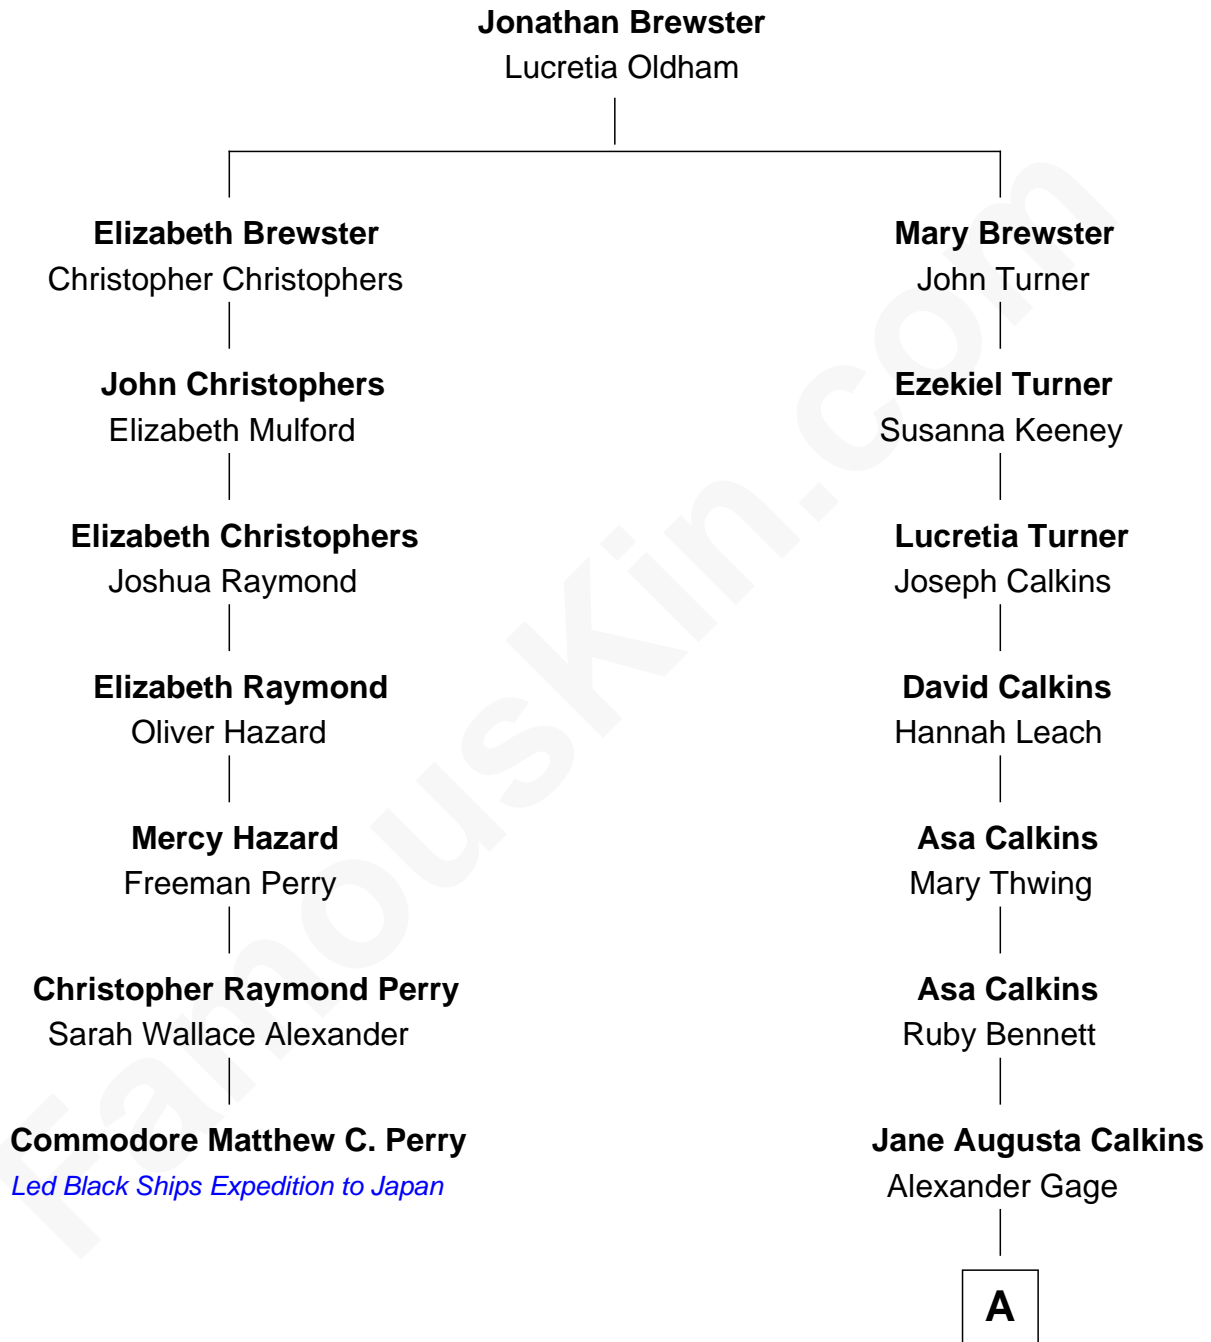 Jonathan Brewster
Lucretia Oldham
Elizabeth Brewster
Christopher Christophers
Mary Brewster
John Turner
John Christophers
Elizabeth Mulford
Ezekiel Turner
Susanna Keeney
Elizabeth Christophers
Joshua Raymond
Lucretia Turner
Joseph Calkins
Elizabeth Raymond
Oliver Hazard
David Calkins
Hannah Leach
Mercy Hazard
Freeman Perry
Asa Calkins
Mary Thwing
Christopher Raymond Perry
Sarah Wallace Alexander
Asa Calkins
Ruby Bennett
Commodore Matthew C. Perry
Led Black Ships Expedition to Japan
Jane Augusta Calkins
Alexander Gage
A
FamousKin.com